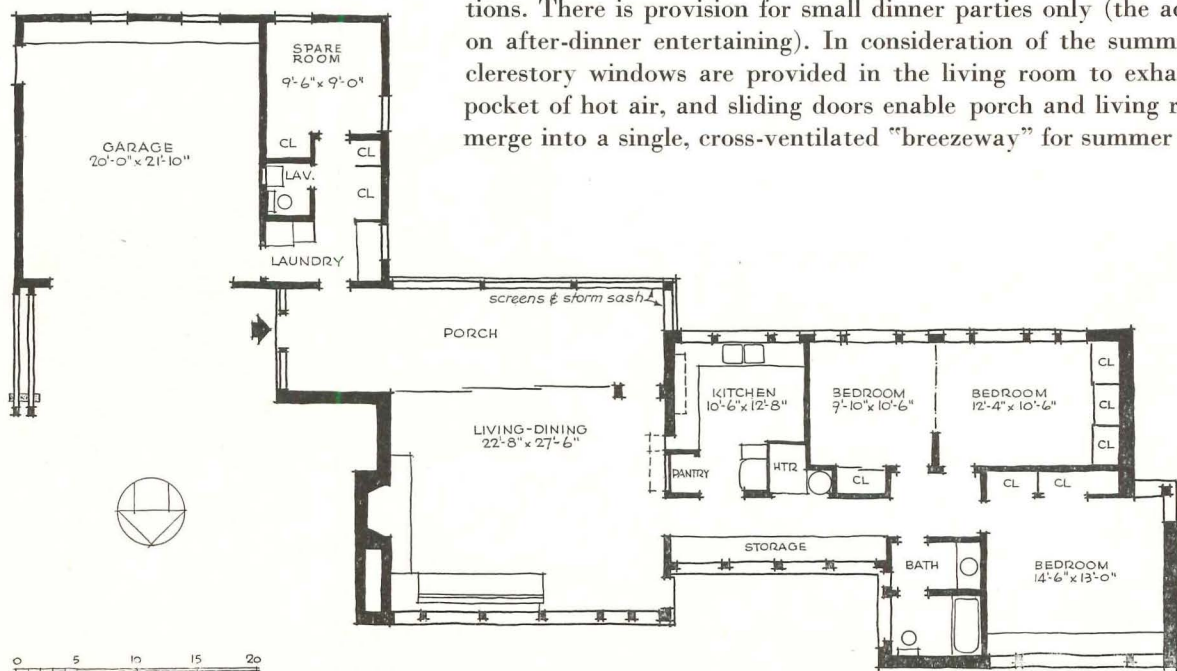 tions. There is provision for small dinner parties only (the ac
on after-dinner entertaining). In consideration of the summ
clerestory windows are provided in the living room to exha
pocket of hot air, and sliding doors enable porch and living r
merge into a single, cross-ventilated "breezeway" for summer
SPARE
ROOM
9'-6" x 9'-0"
GARAGE
20'-0" x 21'-10"
CL
CL
LAV.
CL
LAUNDRY
screens & storm sash
PORCH
KITCHEN
10'-6" x 12'-8"
BEDROOM
9'-10" x 10'-6"
BEDROOM
12'-4" x 10'-6"
CL
CL
CL
LIVING-DINING
22'-8" x 27'-6"
PANTRY
HTR
CL
CL
CL
STORAGE
BATH
BEDROOM
14'-6" x 13'-0"
0 5 10 15 20